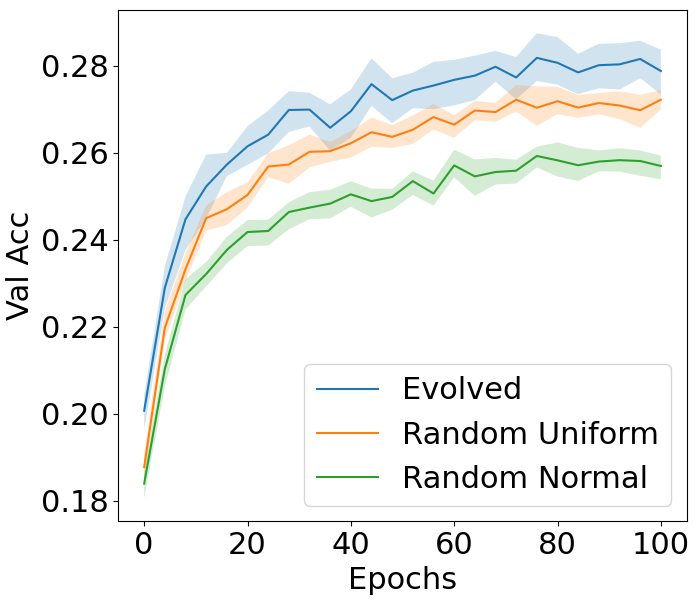 0.28
0.26
0.24
0.22
0.20
0.18
Val Acc
Evolved
Random Uniform
Random Normal
0 20 40 60 80 100
Epochs